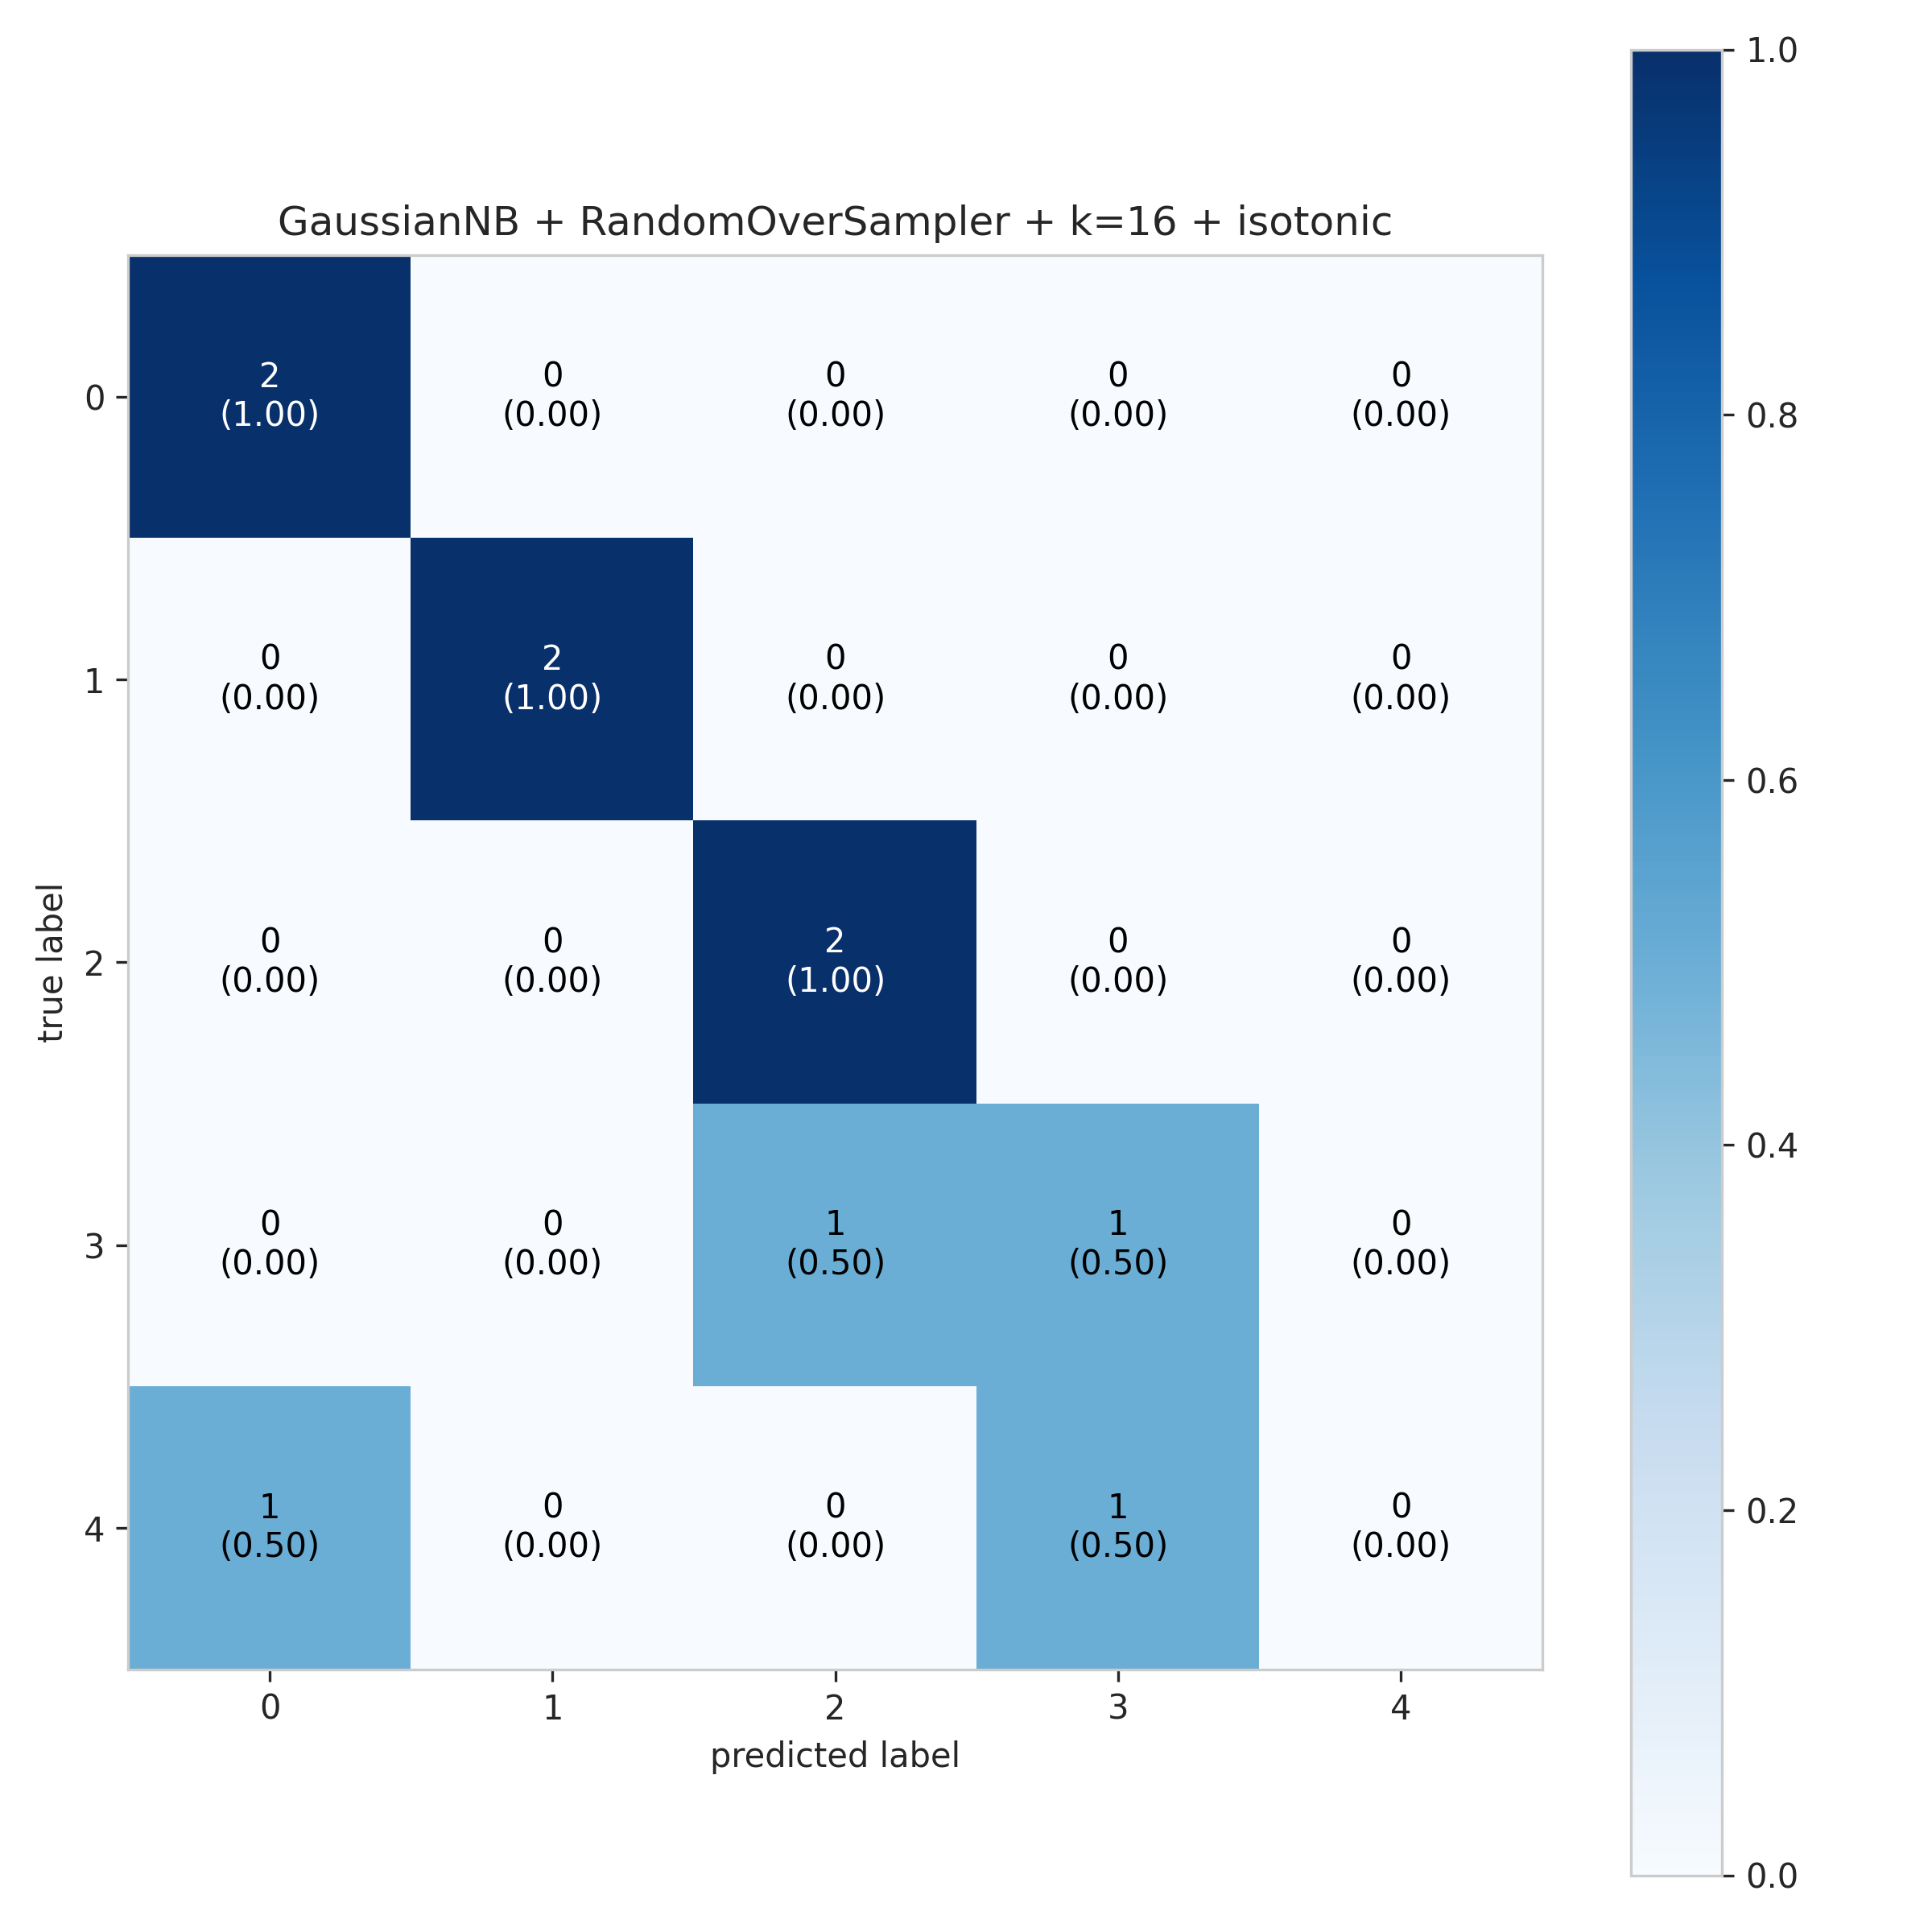 GaussianNB + RandomOverSampler + k=16 + isotonic
true label
0
2 0 0 0 0
(1.00) (0.00) (0.00) (0.00) (0.00)
1
0 2 0 0 0
(0.00) (1.00) (0.00) (0.00) (0.00)
2
0 0 2 0 0
(0.00) (0.00) (1.00) (0.00) (0.00)
3
0 0 1 1 0
(0.00) (0.00) (0.50) (0.50) (0.00)
4
1 0 0 1 0
(0.50) (0.00) (0.00) (0.50) (0.00)
0 1 2 3 4
predicted label
1.0
0.8
0.6
0.4
0.2
0.0